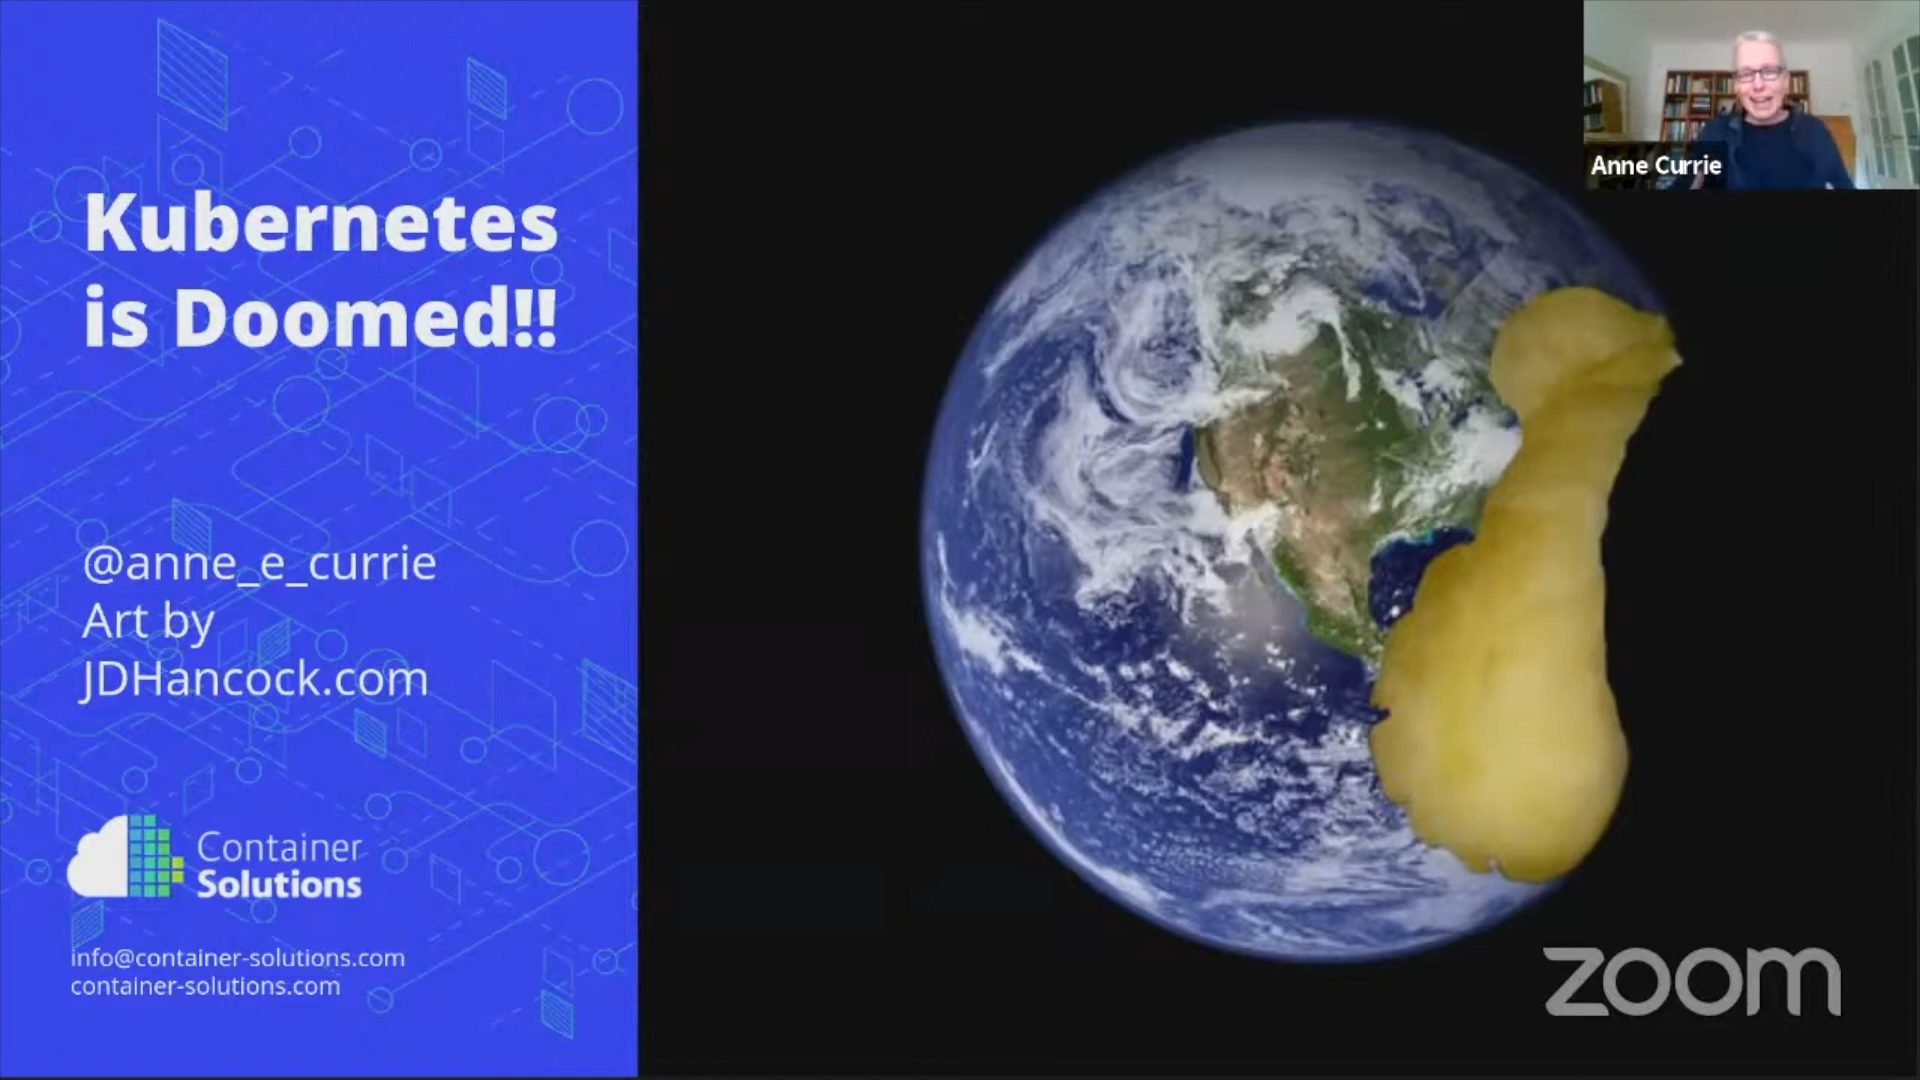 Kubernetes
is Doomed!!
@anne_e_currie
Art by
JDHancock.com
Container
Solutions
info@container-solutions.com
container-solutions.com
Anne Currie
zoom